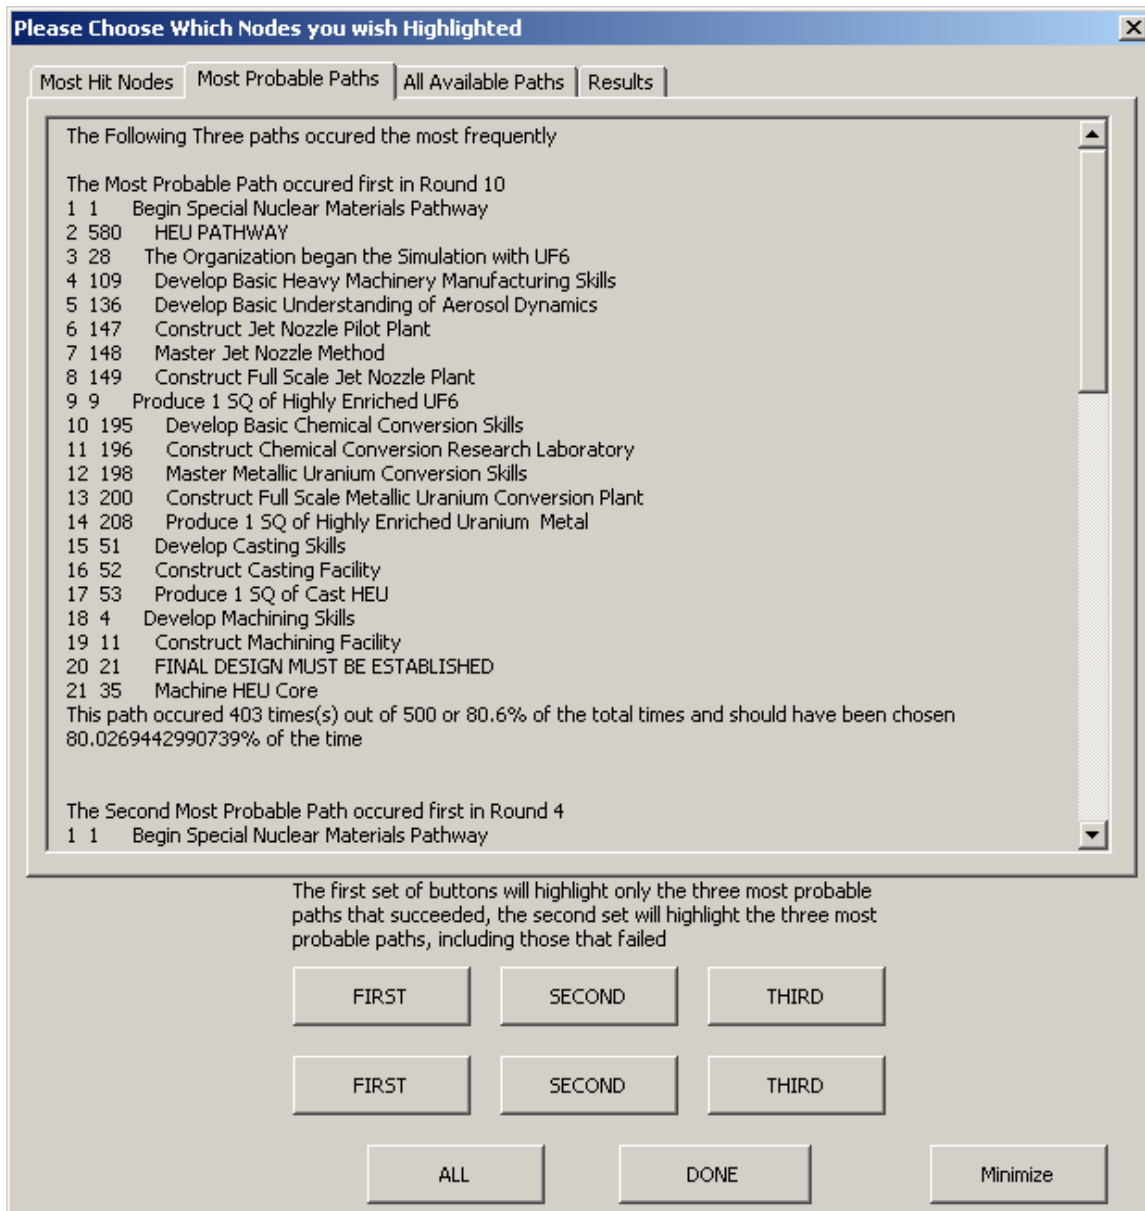 Please Choose Which Nodes you wish Highlighted
Most Hit Nodes Most Probable Paths All Available Paths Results
The Following Three paths occured the most frequently
The Most Probable Path occured first in Round 10
1 1 Begin Special Nuclear Materials Pathway
2 580 HEU PATHWAY
3 28 The Organization began the Simulation with UF6
4 109 Develop Basic Heavy Machinery Manufacturing Skills
5 136 Develop Basic Understanding of Aerosol Dynamics
6 147 Construct Jet Nozzle Pilot Plant
7 148 Master Jet Nozzle Method
8 149 Construct Full Scale Jet Nozzle Plant
9 9 Produce 1 SQ of Highly Enriched UF6
10 195 Develop Basic Chemical Conversion Skills
11 196 Construct Chemical Conversion Research Laboratory
12 198 Master Metallic Uranium Conversion Skills
13 200 Construct Full Scale Metallic Uranium Conversion Plant
14 208 Produce 1 SQ of Highly Enriched Uranium Metal
15 51 Develop Casting Skills
16 52 Construct Casting Facility
17 53 Produce 1 SQ of Cast HEU
18 4 Develop Machining Skills
19 11 Construct Machining Facility
20 21 FINAL DESIGN MUST BE ESTABLISHED
21 35 Machine HEU Core
This path occured 403 times(s) out of 500 or 80.6% of the total times and should have been chosen
80.0269442990739% of the time
The Second Most Probable Path occured first in Round 4
1 1 Begin Special Nuclear Materials Pathway
The first set of buttons will highlight only the three most probable
paths that succeeded, the second set will highlight the three most
probable paths, including those that failed
FIRST SECOND THIRD
FIRST SECOND THIRD
ALL DONE Minimize